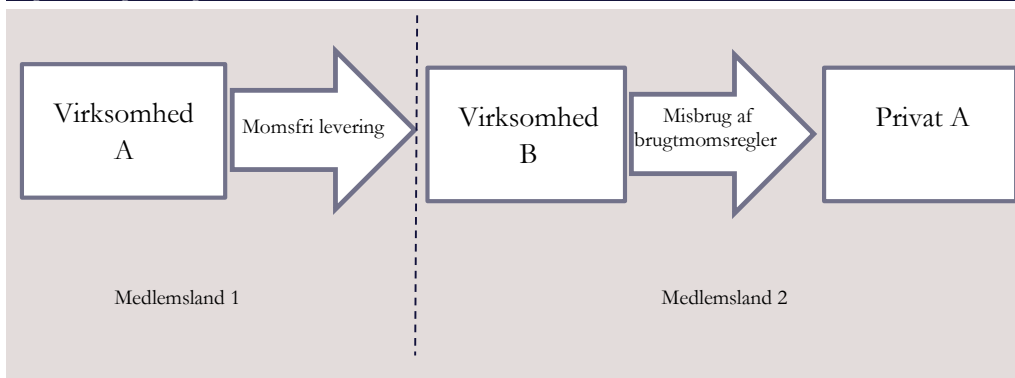 Virksomhed
A
Momsfri levering
Virksomhed
B
Misbrug af
brugtmomsregler
Privat A
Medlemsland 1
Medlemsland 2